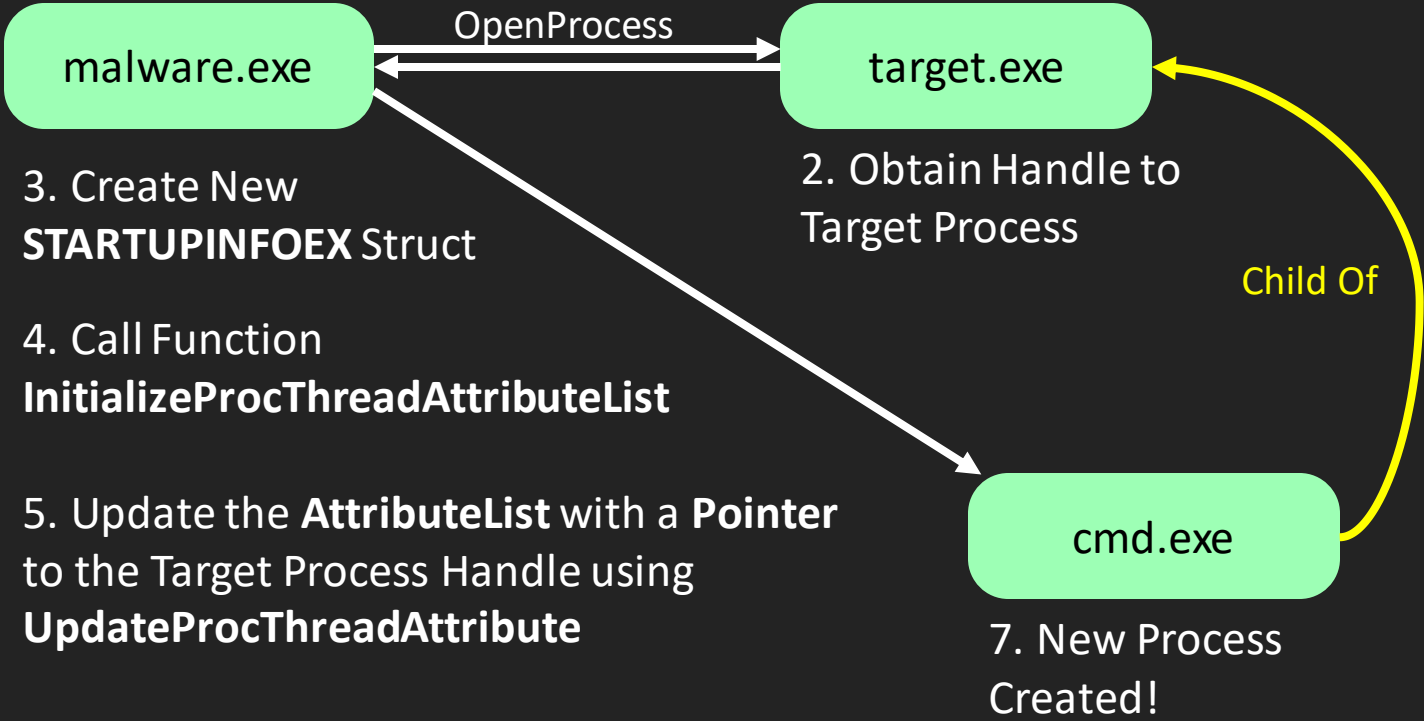 OpenProcess
malware.exe
target.exe
3. Create New
STARTUPINFOEX Struct
2. Obtain Handle to
Target Process
Child Of
4. Call Function
InitializeProcThreadAttributeList
5. Update the AttributeList with a Pointer
to the Target Process Handle using
UpdateProcThreadAttribute
cmd.exe
7. New Process
Created!